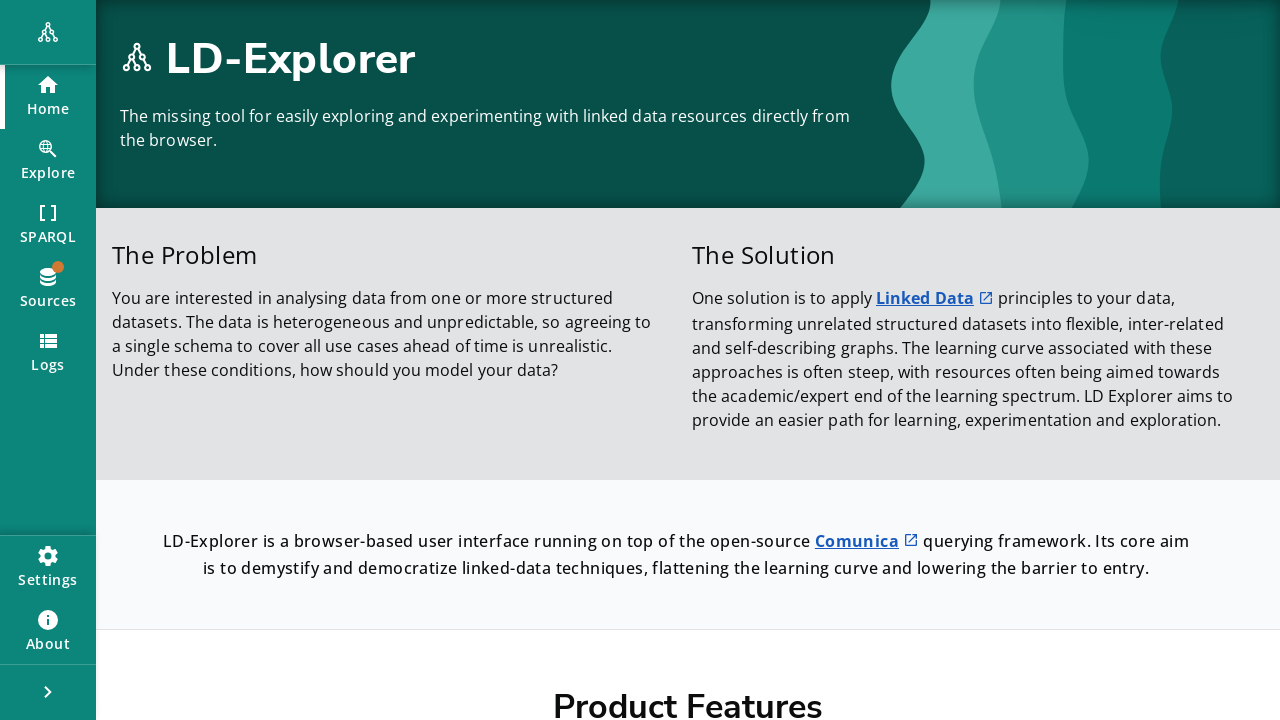 Home
Explore
SPARQL
Sources
Logs
Settings
About
LD-Explorer
The missing tool for easily exploring and experimenting with linked data resources directly from
the browser.
The Problem
You are interested in analysing data from one or more structured
datasets. The data is heterogeneous and unpredictable, so agreeing to
a single schema to cover all use cases ahead of time is unrealistic.
Under these conditions, how should you model your data?
The Solution
One solution is to apply Linked Data principles to your data,
transforming unrelated structured datasets into flexible, inter-related
and self-describing graphs. The learning curve associated with these
approaches is often steep, with resources often being aimed towards
the academic/expert end of the learning spectrum. LD Explorer aims to
provide an easier path for learning, experimentation and exploration.
LD-Explorer is a browser-based user interface running on top of the open-source Comunica querying framework. Its core aim
is to demystify and democratize linked-data techniques, flattening the learning curve and lowering the barrier to entry.
Product Features